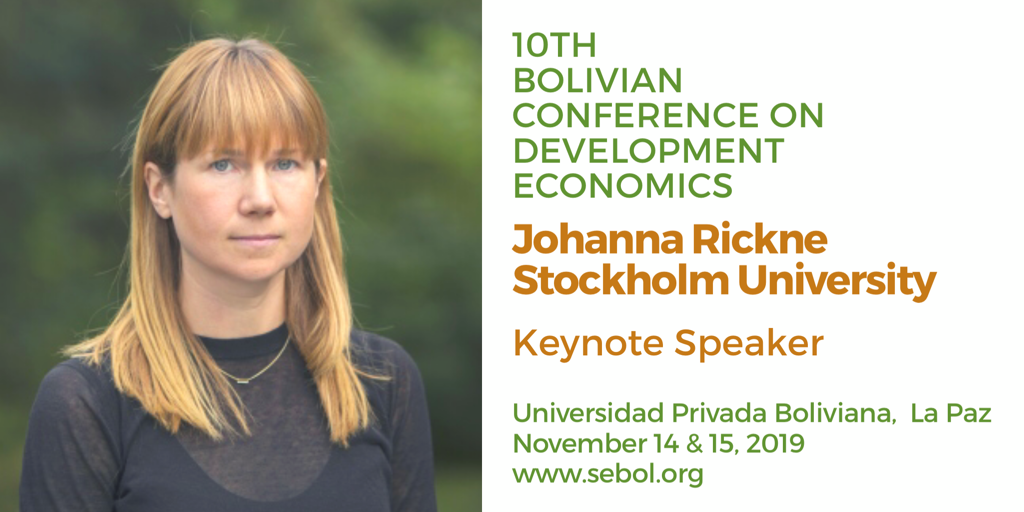 10TH
BOLIVIAN
CONFERENCE ON
DEVELOPMENT
ECONOMICS
Johanna Rickne
Stockholm University
Keynote Speaker
Universidad Privada Boliviana, La Paz
November 14 & 15, 2019
www.sebol.org